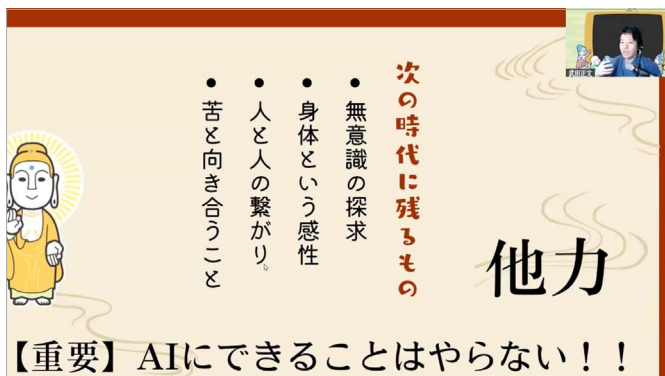 次の時代に残るもの
• 無意識の探求
• 身体という感性
• 人と人の繋がり
• 苦と向き合うこと
他力
【重要】AIにできることはやらない！！